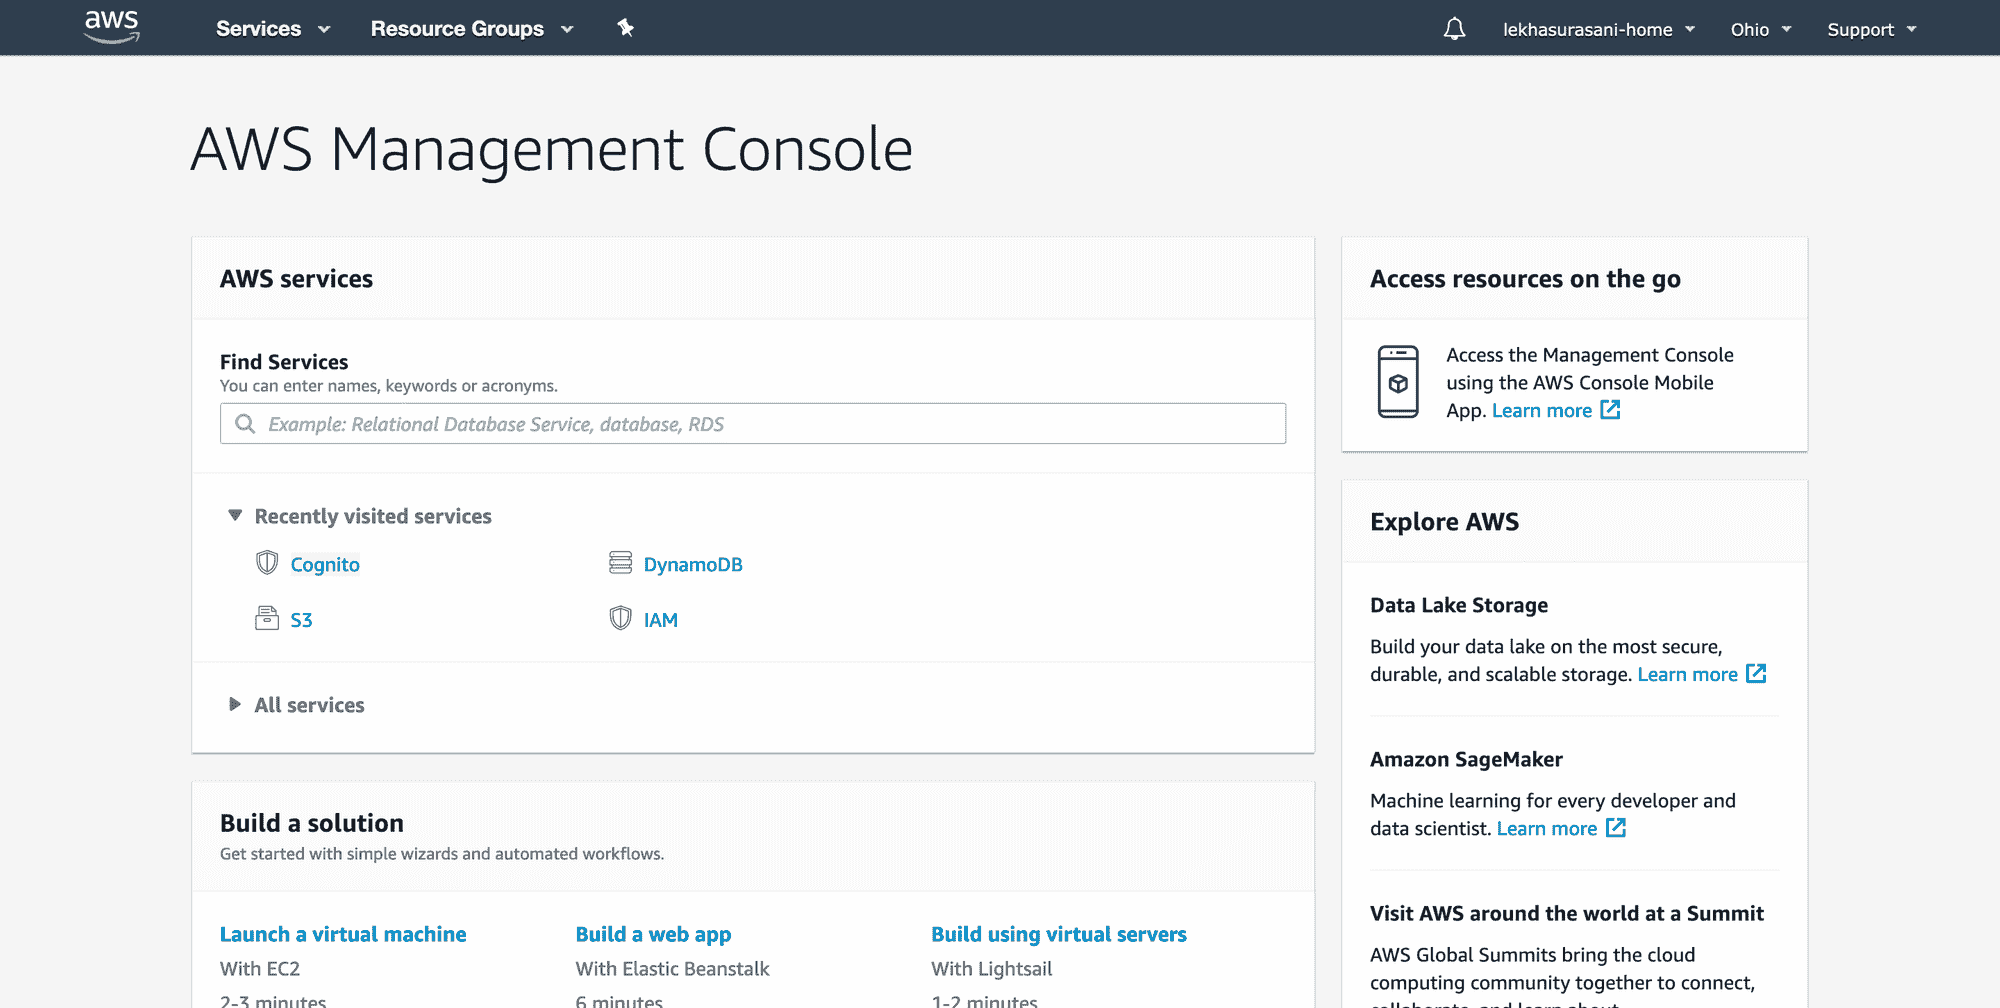 aws
Services
Resource Groups
lekhasurasani-home
Ohio
Support
AWS Management Console
AWS services
Find Services
You can enter names, keywords or acronyms.
Example: Relational Database Service, database, RDS
Recently visited services
Cognito
DynamoDB
S3
IAM
All services
Build a solution
Get started with simple wizards and automated workflows.
Launch a virtual machine
With EC2
2-3 minutes
Build a web app
With Elastic Beanstalk
6 minutes
Build using virtual servers
With Lightsail
1-2 minutes
Access resources on the go
Access the Management Console
using the AWS Console Mobile
App. Learn more
Explore AWS
Data Lake Storage
Build your data lake on the most secure,
durable, and scalable storage. Learn more
Amazon SageMaker
Machine learning for every developer and
data scientist. Learn more
Visit AWS around the world at a Summit
AWS Global Summits bring the cloud
computing community together to connect,
collaborate, and learn about